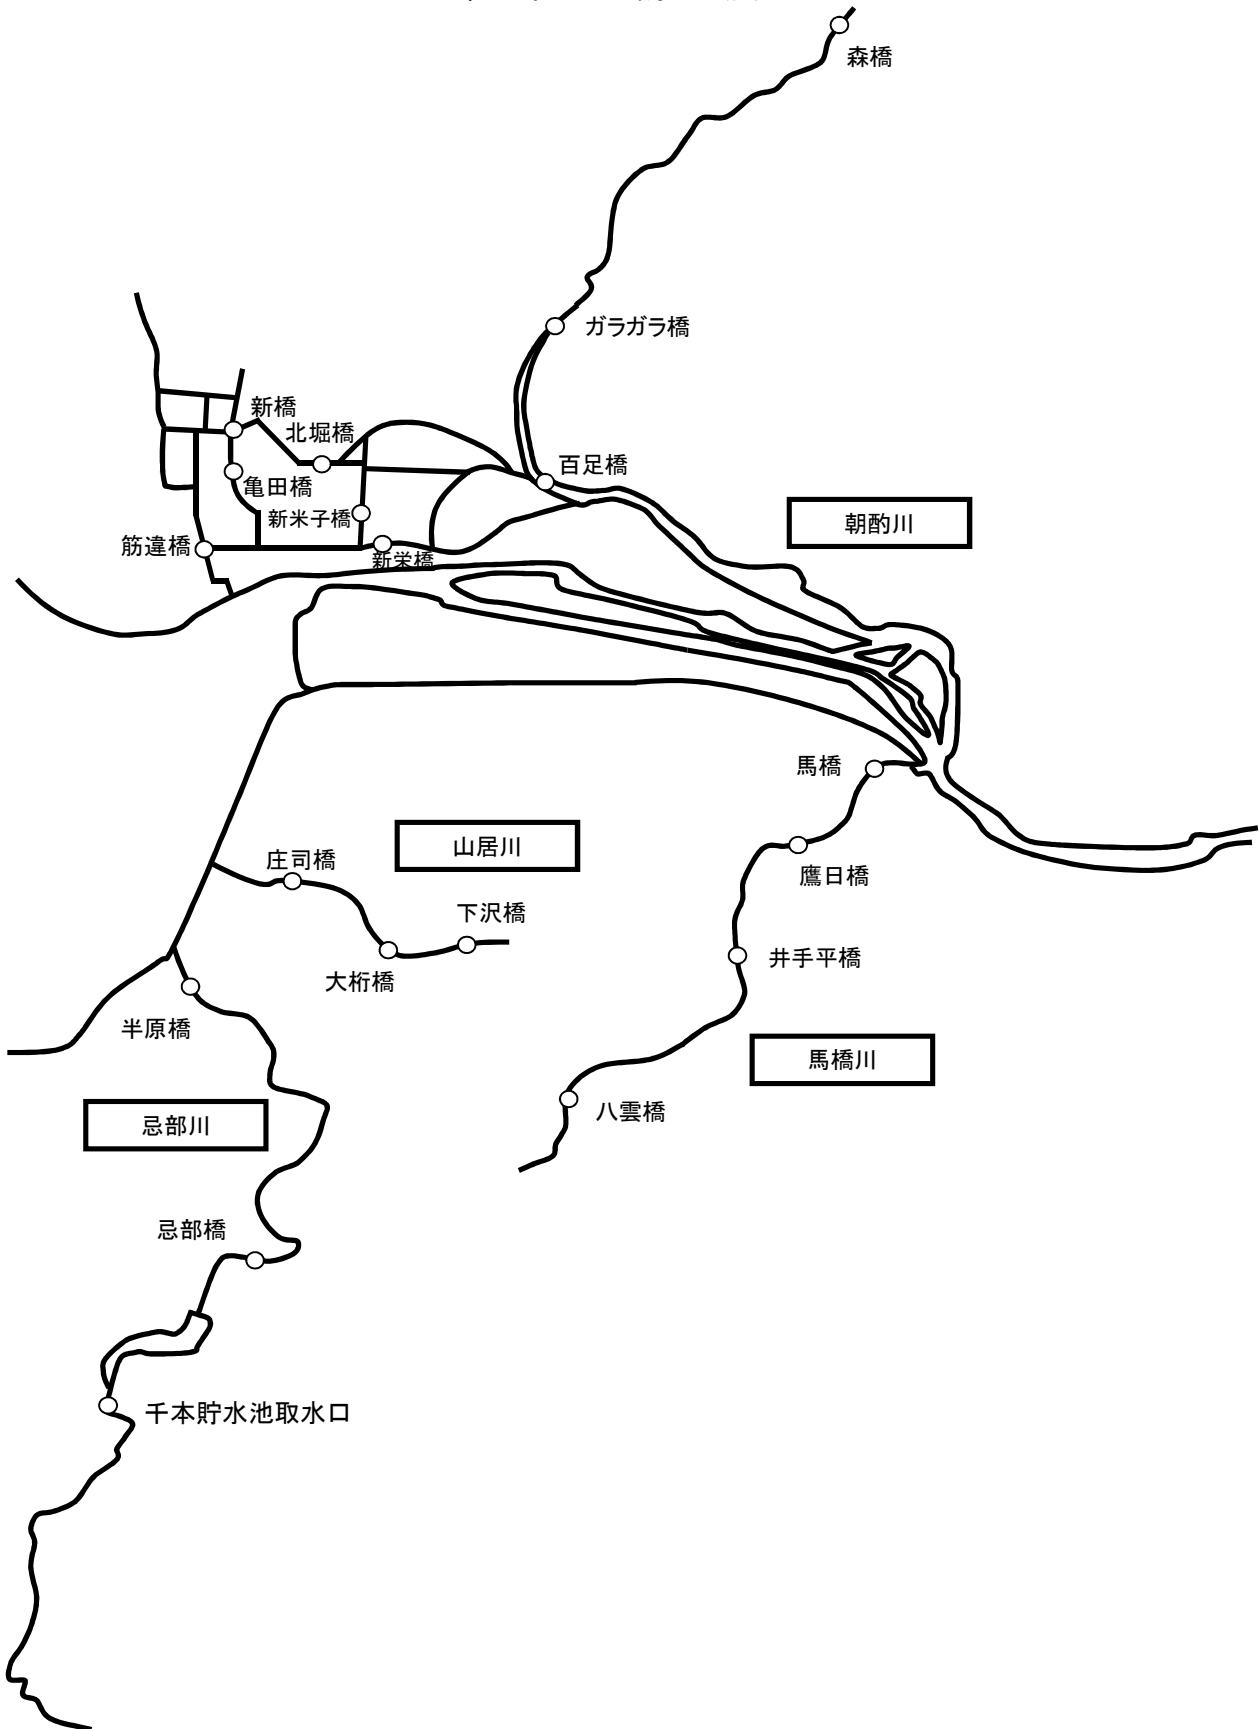 森橋
ガラガラ橋
新橋
北堀橋
百足橋
亀田橋
新米子橋
朝酌川
筋違橋
新栄橋
馬橋
山居川
庄司橋
鷹日橋
下沢橋
井手平橋
大桁橋
半原橋
馬橋川
八雲橋
忌部川
忌部橋
千本貯水池取水口